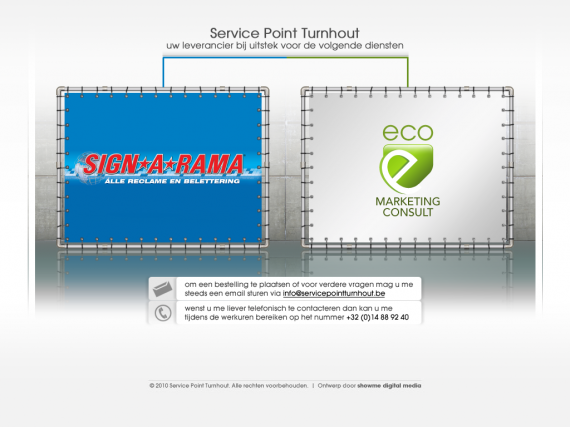 Service Point Turnhout
uw leverancier bij uitstek voor de volgende diensten
SIGN★A★RAMA
ALLE RECLAME EN BELETTERING
eco
e
MARKETING
CONSULT
om een bestelling te plaatsen of voor verdere vragen mag u me
steeds een email sturen via info@servicepointturnhout.be
wenst u me liever telefonisch te contacteren dan kan u me
tijdens de werkuren bereiken op het nummer +32 (0)14 88 92 40
© 2010 Service Point Turnhout. Alle rechten voorbehouden. | Ontwerp door showme digital media